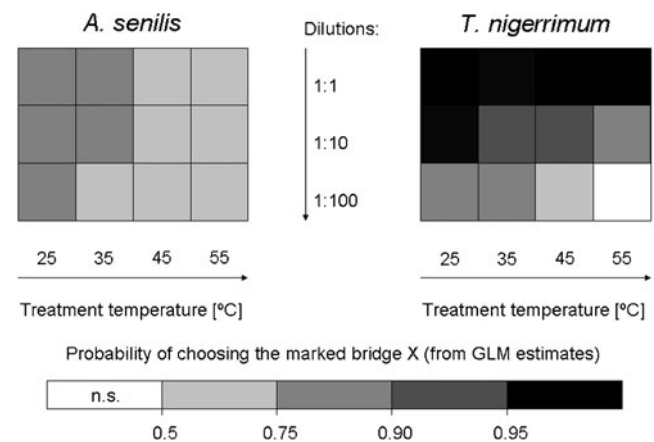 A. senilis
Dilutions:
T. nigerrimum
1:1
1:10
1:100
25 35 45 55
25 35 45 55
Treatment temperature [ºC]
Treatment temperature [ºC]
Probability of choosing the marked bridge X (from GLM estimates)
n.s.
0.5 0.75 0.90 0.95